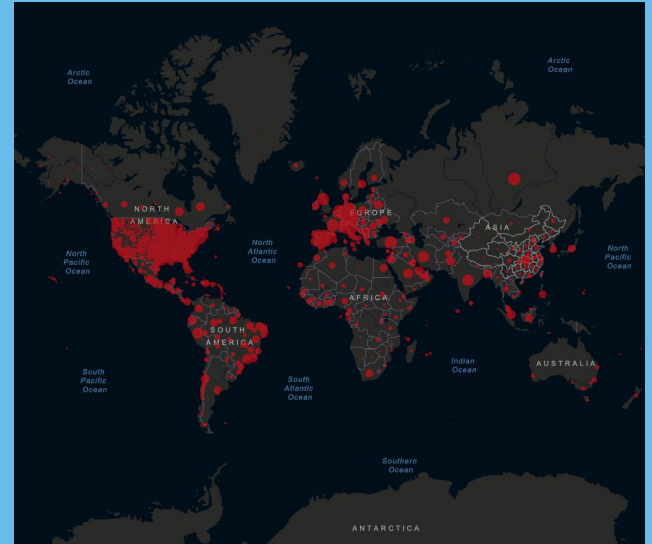 Arctic
Ocean
Arctic
Ocean
NORTH
AMERICA
EUROPE
ASIA
North
Pacific
Ocean
North
Atlantic
Ocean
North
Pacific
Ocean
AFRICA
SOUTH
AMERICA
Indian
Ocean
AUSTRALIA
South
Pacific
Ocean
South
Atlantic
Ocean
Southern
Ocean
ANTARCTICA